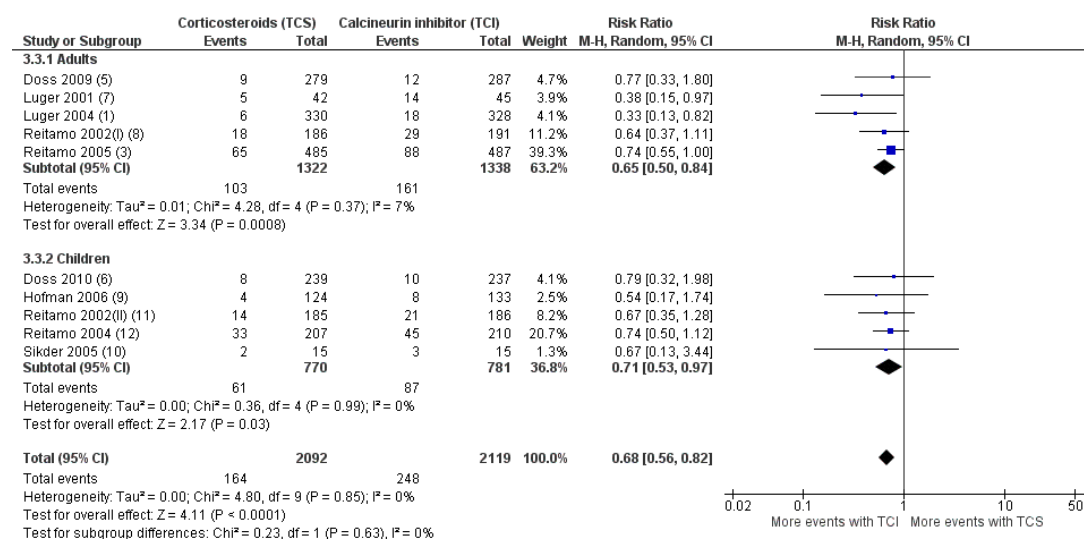 Corticosteroids (TCS) Calcineurin inhibitor (TCI) Risk Ratio Risk Ratio
Study or Subgroup Events Total Events Total Weight M-H, Random, 95% CI M-H, Random, 95% CI
3.3.1 Adults
Doss 2009 (5) 9 279 12 287 4.7% 0.77 [0.33, 1.80]
Luger 2001 (7) 5 42 14 45 3.9% 0.38 [0.15, 0.97]
Luger 2004 (1) 6 330 18 328 4.1% 0.33 [0.13, 0.82]
Reitamo 2002(I) (8) 18 186 29 191 11.2% 0.64 [0.37, 1.11]
Reitamo 2005 (3) 65 485 88 487 39.3% 0.74 [0.55, 1.00]
Subtotal (95% CI) 1322 1338 63.2% 0.65 [0.50, 0.84]
Total events 103 161
Heterogeneity: Tau² = 0.01; Chi² = 4.28, df = 4 (P = 0.37); I² = 7%
Test for overall effect: Z = 3.34 (P = 0.0008)
3.3.2 Children
Doss 2010 (6) 8 239 10 237 4.1% 0.79 [0.32, 1.98]
Hofman 2006 (9) 4 124 8 133 2.5% 0.54 [0.17, 1.74]
Reitamo 2002(II) (11) 14 185 21 186 8.2% 0.67 [0.35, 1.28]
Reitamo 2004 (12) 33 207 45 210 20.7% 0.74 [0.50, 1.12]
Sikder 2005 (10) 2 15 3 15 1.3% 0.67 [0.13, 3.44]
Subtotal (95% CI) 770 781 36.8% 0.71 [0.53, 0.97]
Total events 61 87
Heterogeneity: Tau² = 0.00; Chi² = 0.36, df = 4 (P = 0.99); I² = 0%
Test for overall effect: Z = 2.17 (P = 0.03)
Total (95% CI) 2092 2119 100.0% 0.68 [0.56, 0.82]
Total events 164 248
Heterogeneity: Tau² = 0.00; Chi² = 4.80, df = 9 (P = 0.85); I² = 0%
Test for overall effect: Z = 4.11 (P < 0.0001)
Test for subgroup differences: Chi² = 0.23, df = 1 (P = 0.63), I² = 0%
0.02 0.1 1 10 50
More events with TCI More events with TCS